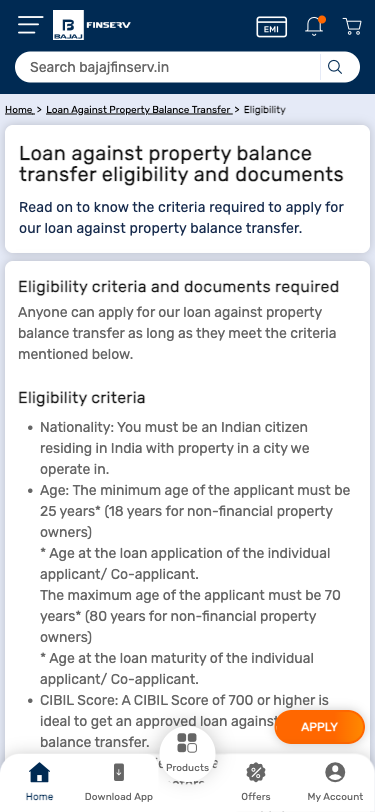 B
BAJAJ
FINSERV
EMI
Search bajajfinserv.in
Home > Loan Against Property Balance Transfer > Eligibility
Loan against property balance
transfer eligibility and documents
Read on to know the criteria required to apply for
our loan against property balance transfer.
Eligibility criteria and documents required
Anyone can apply for our loan against property
balance transfer as long as they meet the criteria
mentioned below.
Eligibility criteria
• Nationality: You must be an Indian citizen
residing in India with property in a city we
operate in.
• Age: The minimum age of the applicant must be
25 years* (18 years for non-financial property
owners)
* Age at the loan application of the individual
applicant/ Co-applicant.
The maximum age of the applicant must be 70
years* (80 years for non-financial property
owners)
* Age at the loan maturity of the individual
applicant/ Co-applicant.
• CIBIL Score: A CIBIL Score of 700 or higher is
ideal to get an approved loan against
balance transfer.
APPLY
Home
Download App
Products
Offers
My Account